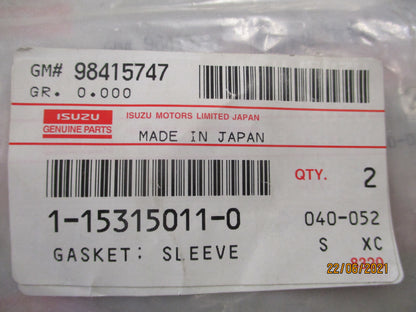 GM# 98415747
GR. 0.000
ISUZU
GENUINE PARTS
ISUZU MOTORS LIMITED JAPAN
MADE IN JAPAN
QTY. 2
1-15315011-0
040-052
GASKET: SLEEVE
S XC
22/06/2021